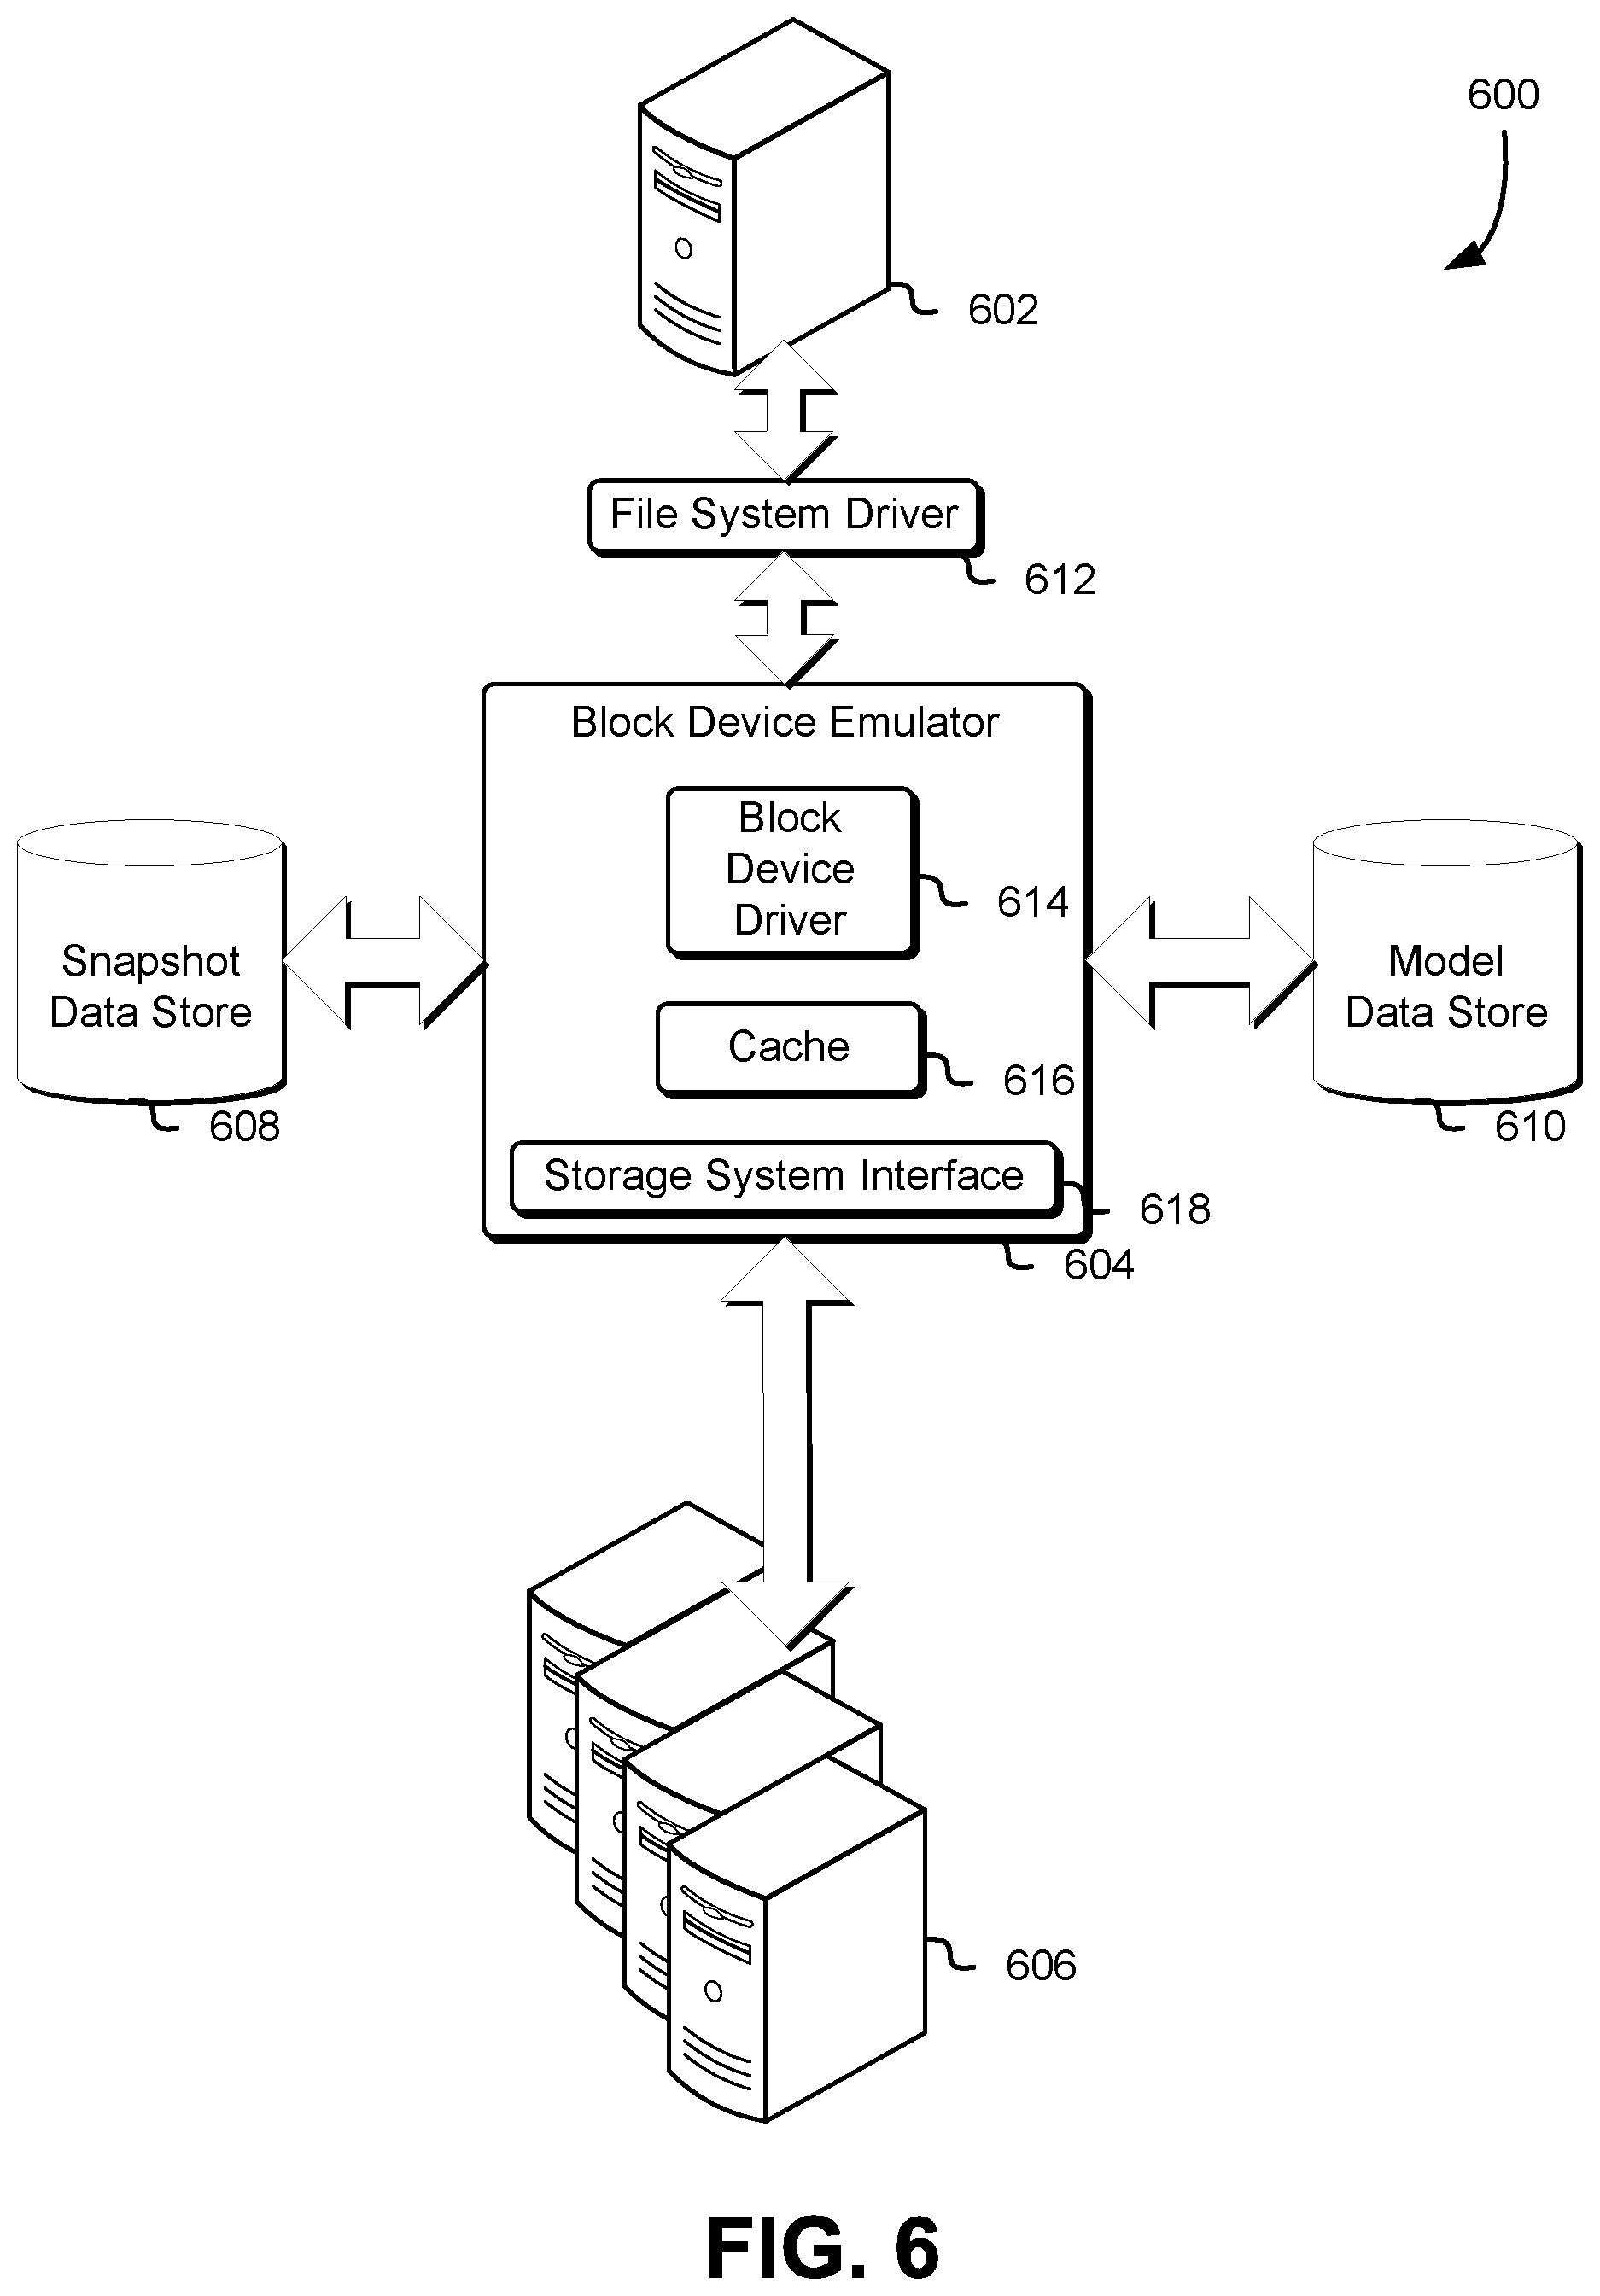 600
602
File System Driver
612
Block Device Emulator
Block
Device
Driver
614
Snapshot
Data Store
608
Model
Data Store
610
Cache
616
Storage System Interface
618
604
606
FIG. 6